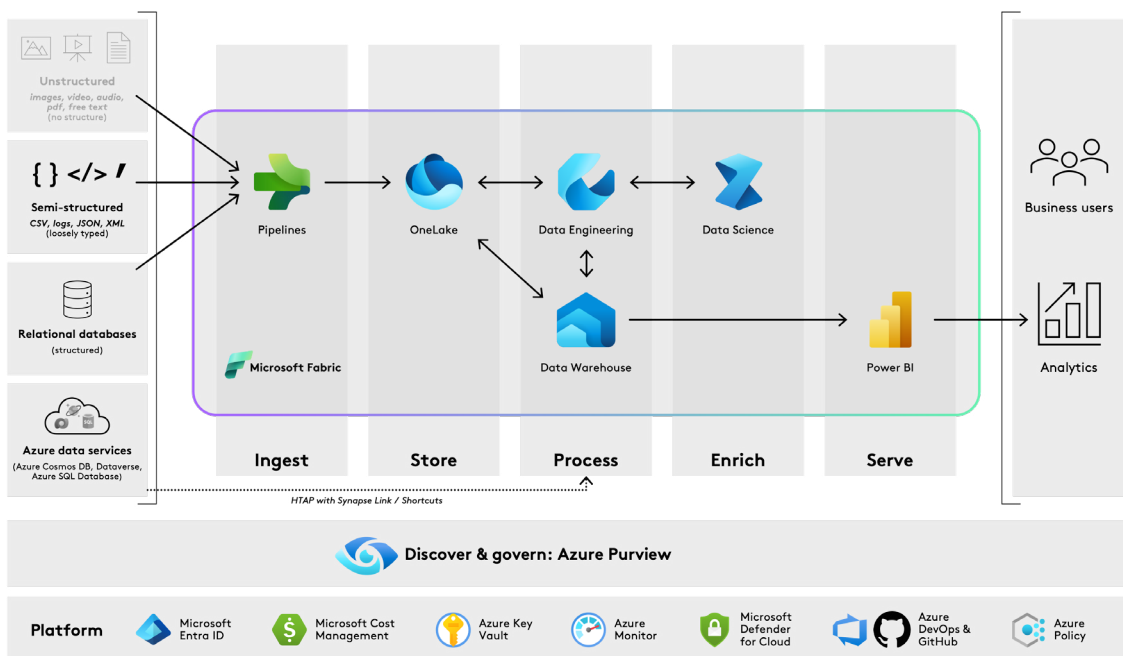 Unstructured
images, video, audio,
pdf, free text
(no structure)
{ } </> ′
Semi-structured
CSV, logs, JSON, XML
(loosely typed)
Relational databases
(structured)
Azure data services
(Azure Cosmos DB, Dataverse,
Azure SQL Database)
Pipelines
OneLake
Data Engineering
Data Science
Data Warehouse
Power BI
Microsoft Fabric
Ingest
Store
Process
Enrich
Serve
HTAP with Synapse Link / Shortcuts
Business users
Analytics
Discover & govern: Azure Purview
Platform
Microsoft
Entra ID
$
Microsoft Cost
Management
Azure Key
Vault
Azure
Monitor
Microsoft
Defender
for Cloud
Azure
DevOps &
GitHub
Azure
Policy